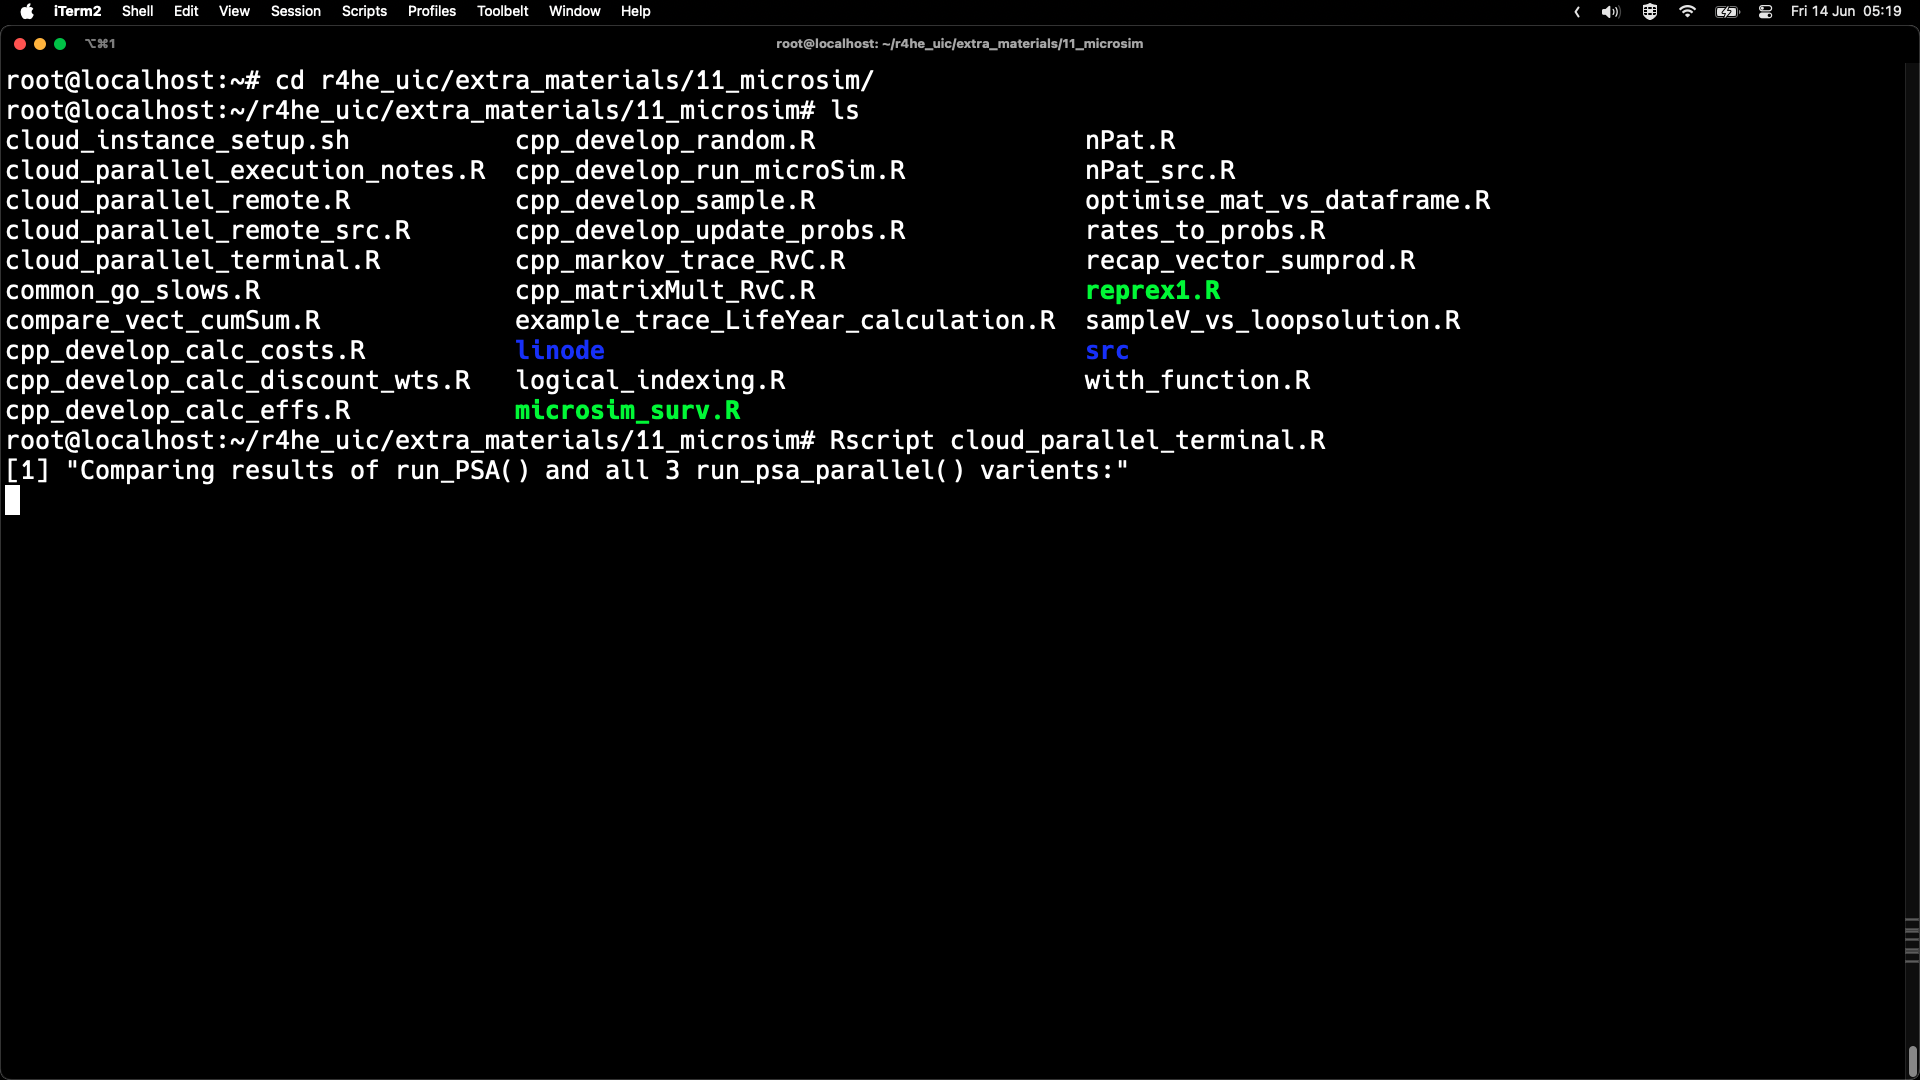 iTerm2 Shell Edit View Session Scripts Profiles Toolbelt Window Help Fri 14 Jun 05:19
⌥⌘1 root@localhost: ~/r4he_uic/extra_materials/11_microsim
root@localhost:~# cd r4he_uic/extra_materials/11_microsim/
root@localhost:~/r4he_uic/extra_materials/11_microsim# ls
cloud_instance_setup.sh cpp_develop_random.R nPat.R
cloud_parallel_execution_notes.R cpp_develop_run_microSim.R nPat_src.R
cloud_parallel_remote.R cpp_develop_sample.R optimise_mat_vs_dataframe.R
cloud_parallel_remote_src.R cpp_develop_update_probs.R rates_to_probs.R
cloud_parallel_terminal.R cpp_markov_trace_RvC.R recap_vector_sumprod.R
common_go_slows.R cpp_matrixMult_RvC.R reprex1.R
compare_vect_cumSum.R example_trace_LifeYear_calculation.R sampleV_vs_loopsolution.R
cpp_develop_calc_costs.R linode src
cpp_develop_calc_discount_wts.R logical_indexing.R with_function.R
cpp_develop_calc_effs.R microsim_surv.R
root@localhost:~/r4he_uic/extra_materials/11_microsim# Rscript cloud_parallel_terminal.R
[1] "Comparing results of run_PSA() and all 3 run_psa_parallel() varients:"